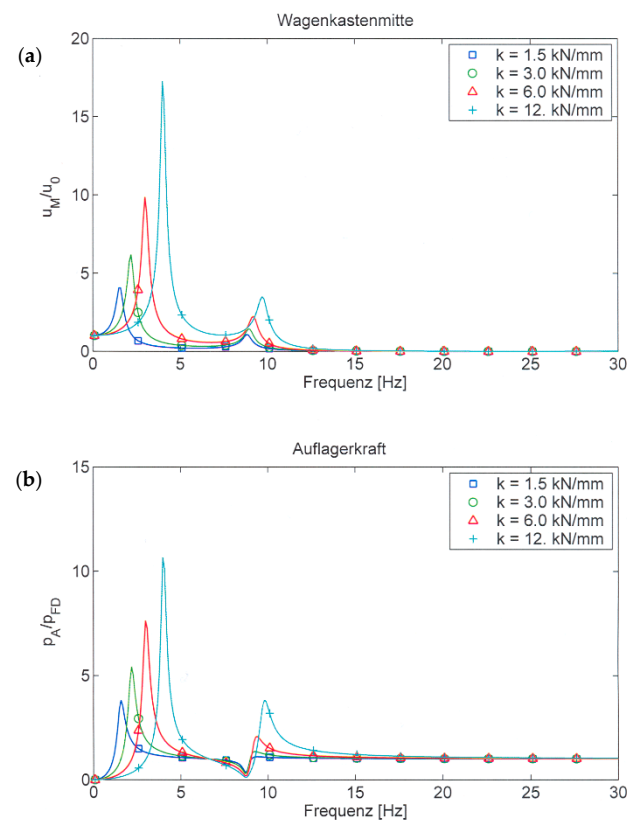 Wagenkastenmitte
(a)
20
15
10
5
0
u_M/u_0
k = 1.5 kN/mm
k = 3.0 kN/mm
k = 6.0 kN/mm
k = 12. kN/mm
0 5 10 15 20 25 30
Frequenz [Hz]
Auflagerkraft
(b)
15
10
5
0
p_A/p_FD
k = 1.5 kN/mm
k = 3.0 kN/mm
k = 6.0 kN/mm
k = 12. kN/mm
0 5 10 15 20 25 30
Frequenz [Hz]